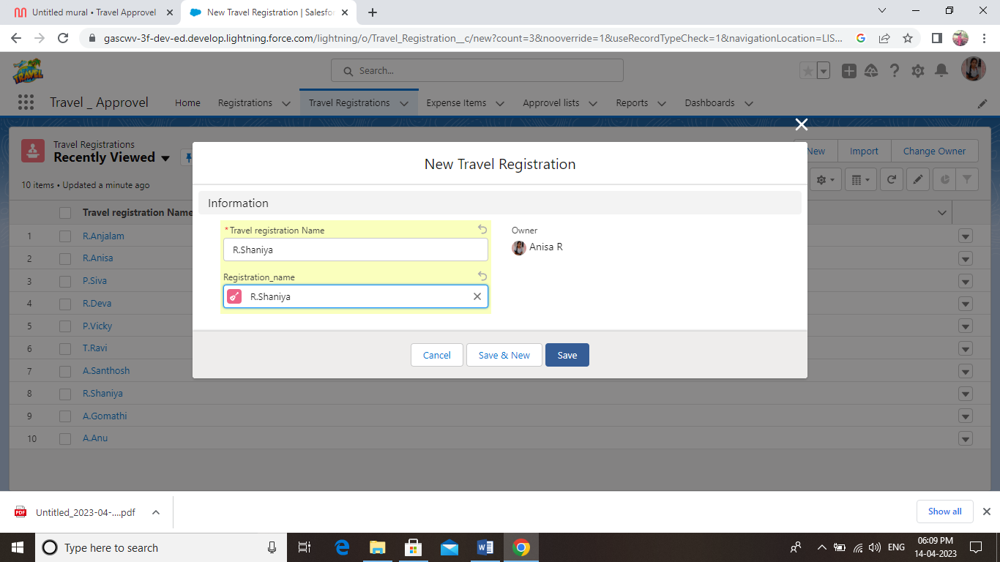 Untitled mural • Travel Approvel
New Travel Registration | Salesfor
gascwv-3f-dev-ed.develop.lightning.force.com/lightning/o/Travel_Registration__c/new?count=3&nooverride=1&useRecordTypeCheck=1&navigationLocation=LIS...
TRAVEL
Search...
Travel _ Approvel
Home
Registrations
Travel Registrations
Expense Items
Approvel lists
Reports
Dashboards
Travel Registrations
Recently Viewed
New
Import
Change Owner
10 items • Updated a minute ago
Travel registration Name
1 R.Anjalam
2 R.Anisa
3 P.Siva
4 R.Deva
5 P.Vicky
6 T.Ravi
7 A.Santhosh
8 R.Shaniya
9 A.Gomathi
10 A.Anu
New Travel Registration
Information
* Travel registration Name
R.Shaniya
Owner
Anisa R
Registration_name
R.Shaniya
Cancel
Save & New
Save
PDF
Untitled_2023-04-....pdf
Show all
Type here to search
ENG
06:09 PM
14-04-2023